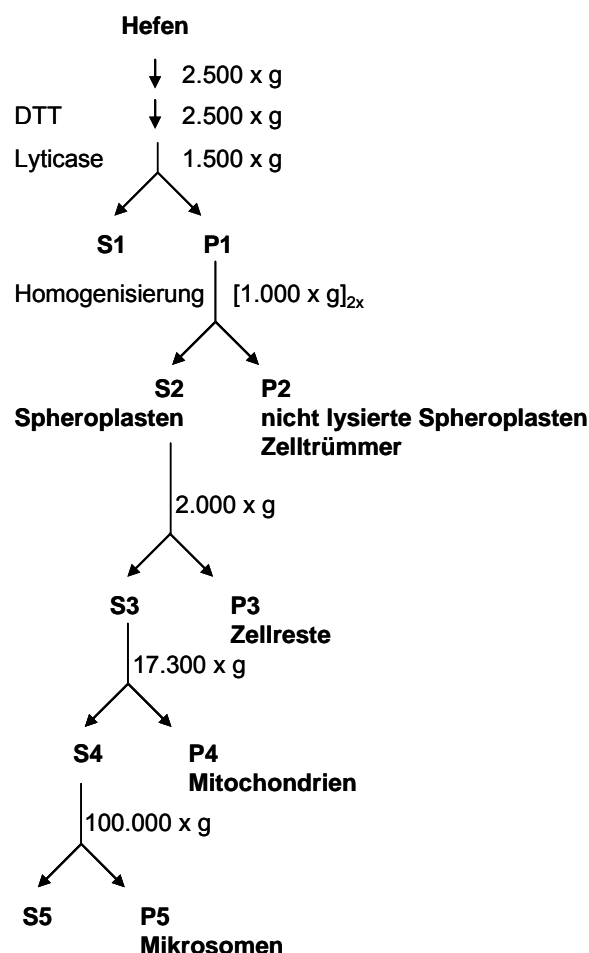 Hefen
2.500 x g
DTT 2.500 x g
Lyticase 1.500 x g
S1 P1
Homogenisierung [1.000 x g]2x
S2 P2
Spheroplasten nicht lysierte Spheroplasten
Zelltrümmer
2.000 x g
S3 P3
Zellreste
17.300 x g
S4 P4
Mitochondrien
100.000 x g
S5 P5
Mikrosomen